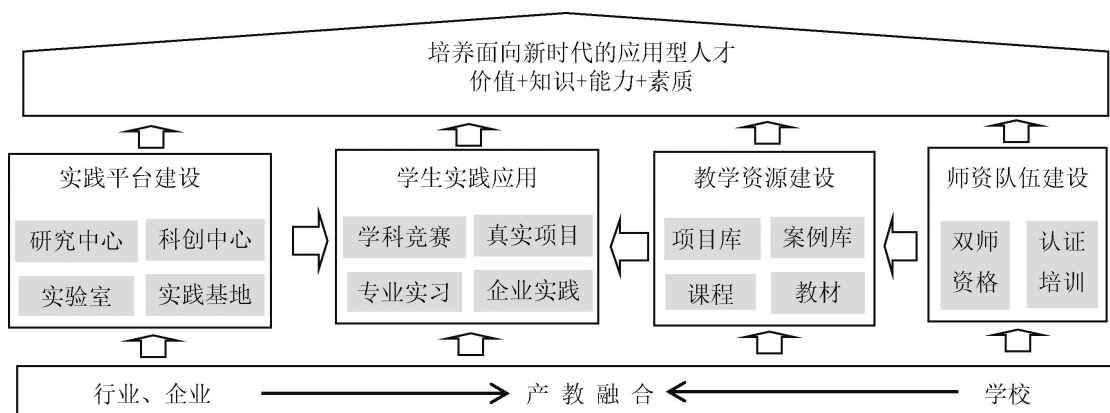 培养面向新时代的应用型人才
价值+知识+能力+素质
实践平台建设
研究中心 科创中心
实验室 实践基地
学生实践应用
学科竞赛 真实项目
专业实习 企业实践
教学资源建设
项目库 案例库
课程 教材
师资队伍建设
双师 认证
资格 培训
行业、企业 产教融合 学校